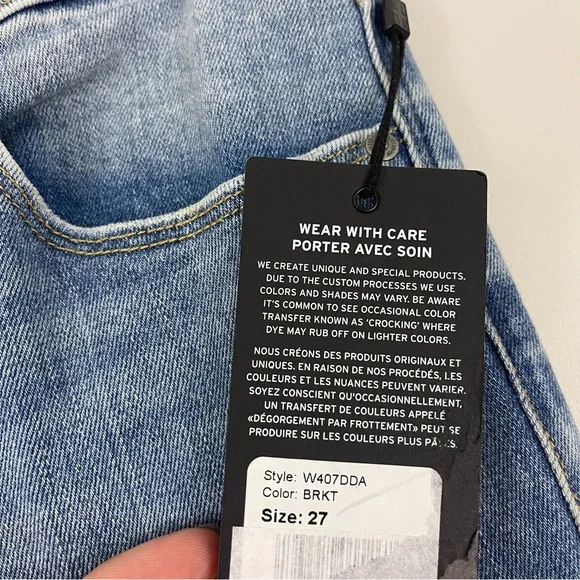 WEAR WITH CARE
PORTER AVEC SOIN
WE CREATE UNIQUE AND SPECIAL PRODUCTS.
DUE TO THE CUSTOM PROCESSES WE USE
COLORS AND SHADES MAY VARY. BE AWARE
IT'S COMMON TO SEE OCCASIONAL COLOR
TRANSFER KNOWN AS 'CROCKING' WHERE
DYE MAY RUB OFF ON LIGHTER COLORS.
NOUS CRÉONS DES PRODUITS ORIGINAUX ET
UNIQUES. EN RAISON DE NOS PROCÉDÉS, LES
COULEURS ET LES NUANCES PEUVENT VARIER.
SOYEZ CONSCIENT QU'OCCASIONNELLEMENT,
UN TRANSFERT DE COULEURS APPELÉ
«DÉGORGEMENT PAR FROTTEMENT» PEUT SE
PRODUIRE SUR LES COULEURS PLUS PÂLES.
Style: W407DDA
Color: BRKT
Size: 27